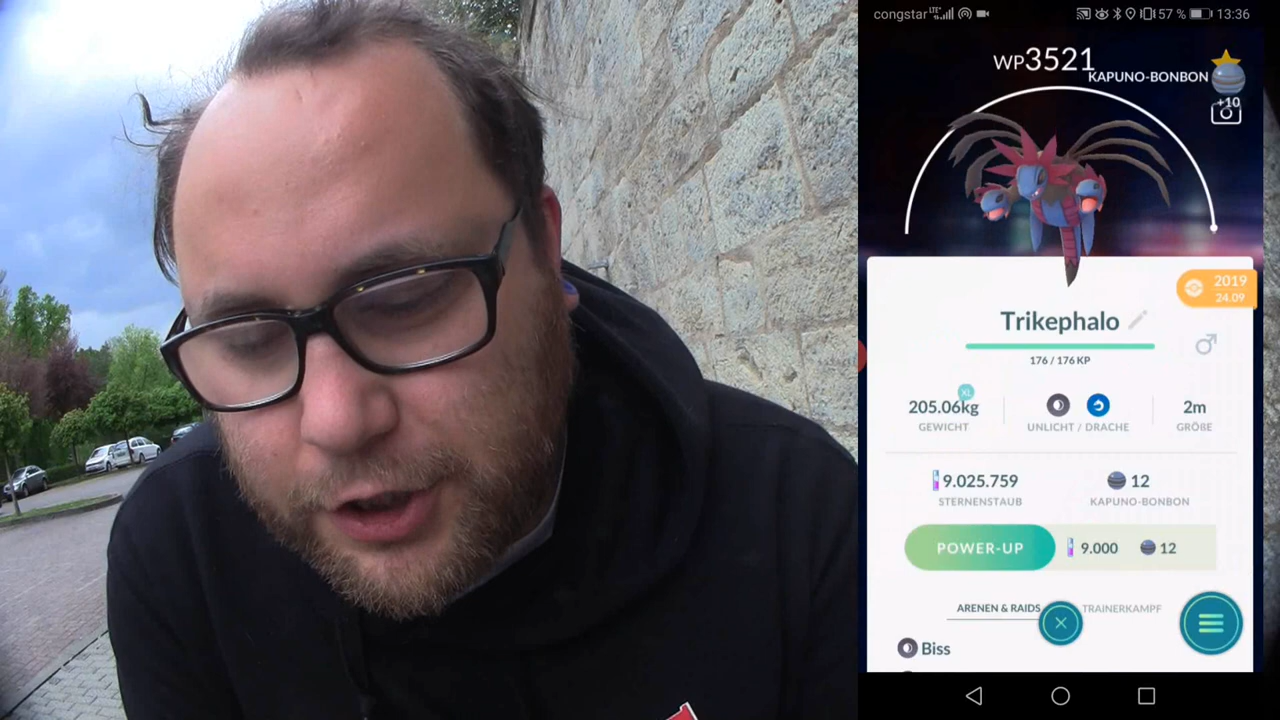 congstar LTE 57 % 13:36
WP3521
KAPUNO-BONBON
+10
2019
24.09
Trikephalo
176 / 176 KP
XL
205.06kg
GEWICHT
UNLICHT / DRACHE
2m
GRÖßE
9.025.759
STERNENSTAUB
12
KAPUNO-BONBON
POWER-UP 9.000 12
ARENEN & RAIDS TRAINERKAMPF
Biss